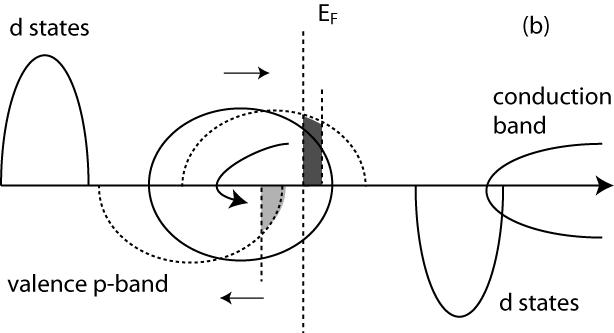 d states
E_F
(b)
conduction
band
valence p-band
d states